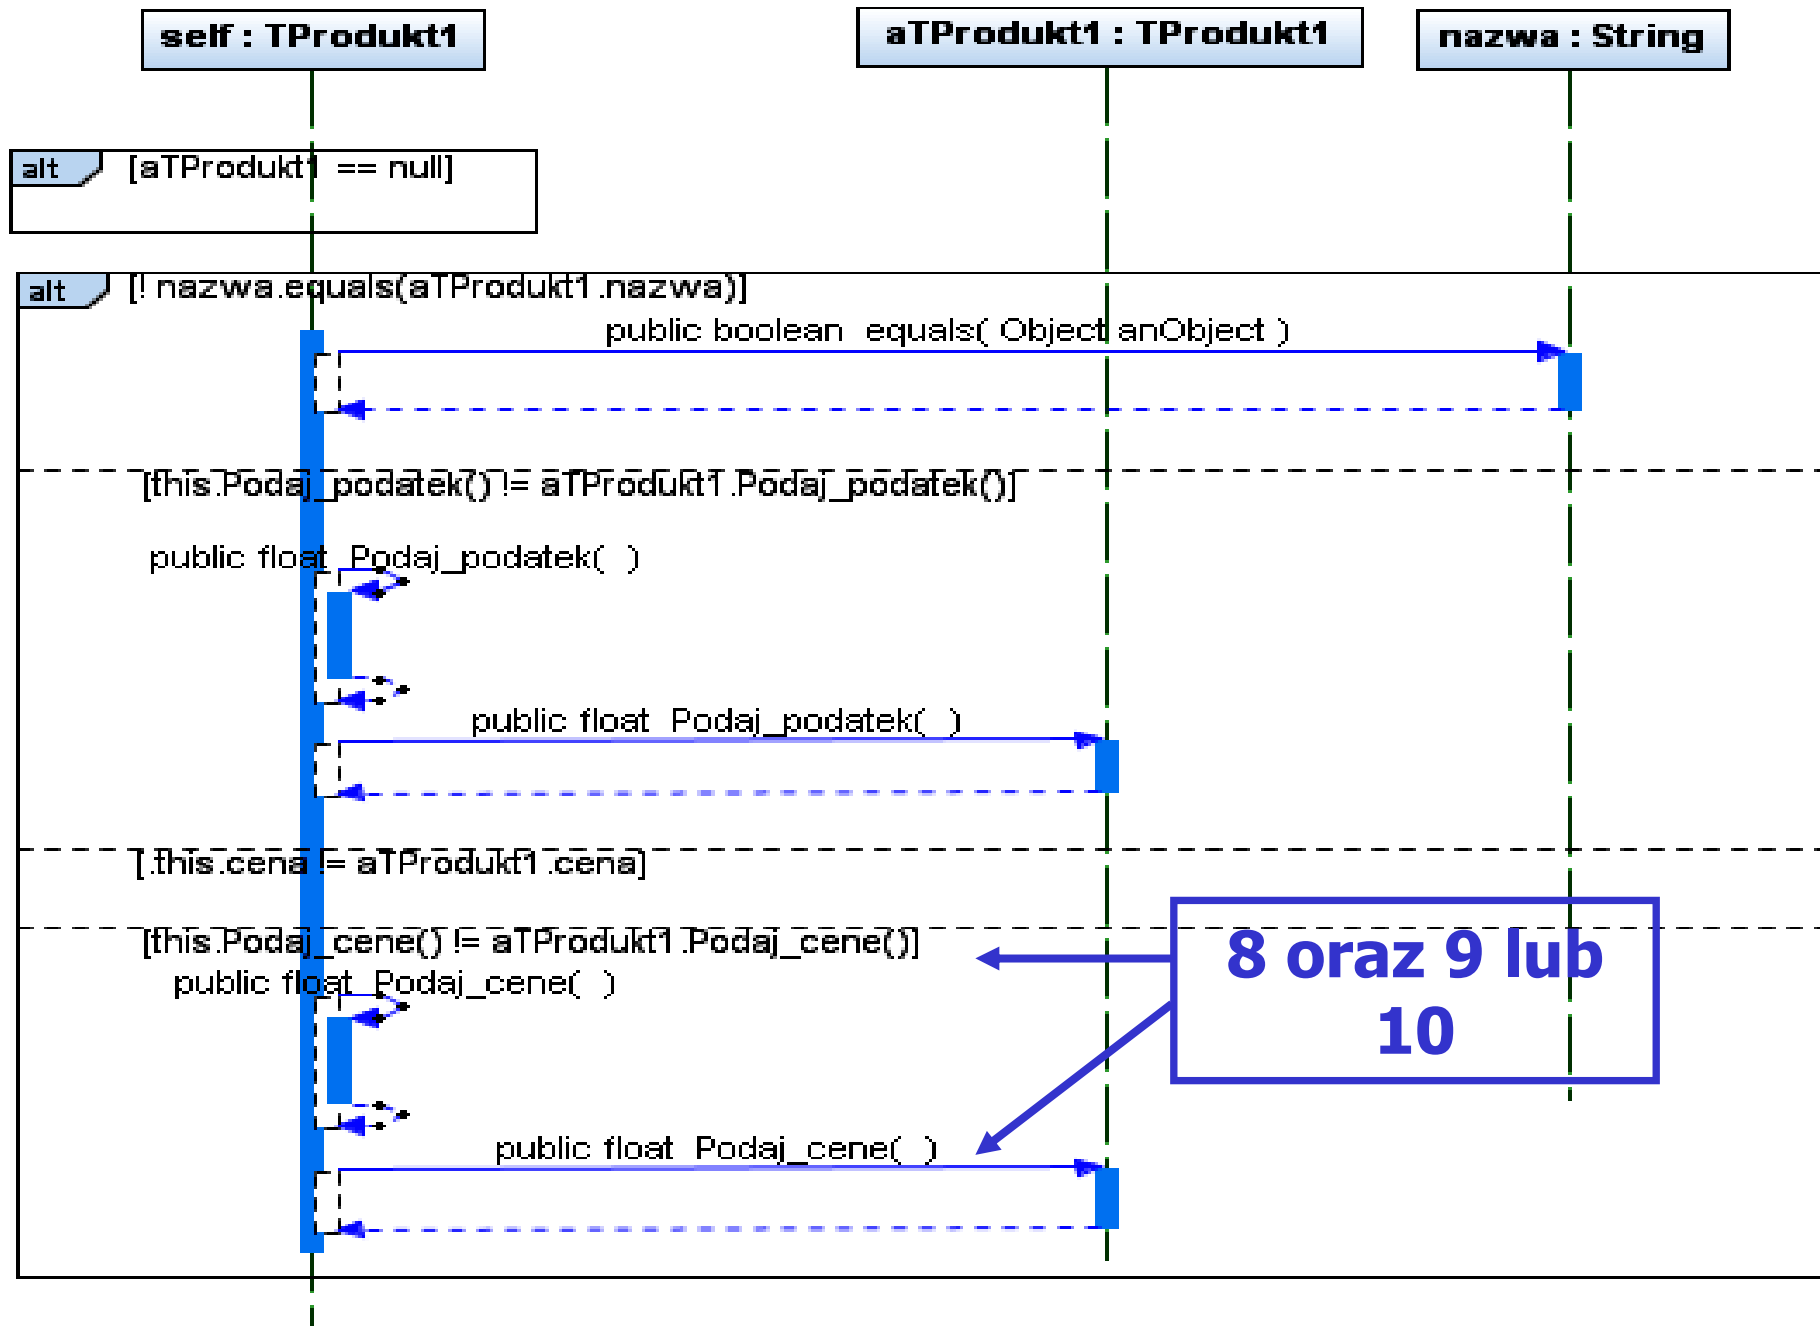 self : TProdukt1
aTProdukt1 : TProdukt1
nazwa : String
alt [aTProdukt1 == null]
alt [! nazwa.equals(aTProdukt1.nazwa)]
public boolean equals( Object anObject )
[this.Podaj_podatek() != aTProdukt1.Podaj_podatek()]
public float Podaj_podatek( )
public float Podaj_podatek( )
[.this.cena != aTProdukt1.cena]
[this.Podaj_cene() != aTProdukt1.Podaj_cene()]
8 oraz 9 lub
10
public float Podaj_cene( )
public float Podaj_cene( )